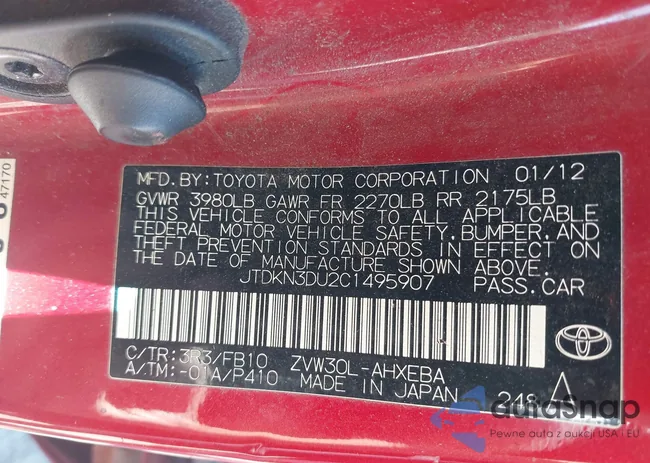 MFD.BY:TOYOTA MOTOR CORPORATION 01/12
GVWR 3980LB GAWR FR 2270LB RR 2175LB
THIS VEHICLE CONFORMS TO ALL APPLICABLE
FEDERAL MOTOR VEHICLE SAFETY, BUMPER, AND
THEFT PREVENTION STANDARDS IN EFFECT ON
THE DATE OF MANUFACTURE SHOWN ABOVE.
JTDKN3DU2C1495907 PASS.CAR
C/TR:3R3/FB10 ZVW30L-AHXEBA
A/TM:-01A/P410 MADE IN JAPAN 248
47170
autoSnap
Pewne auta z aukcji USA i EU